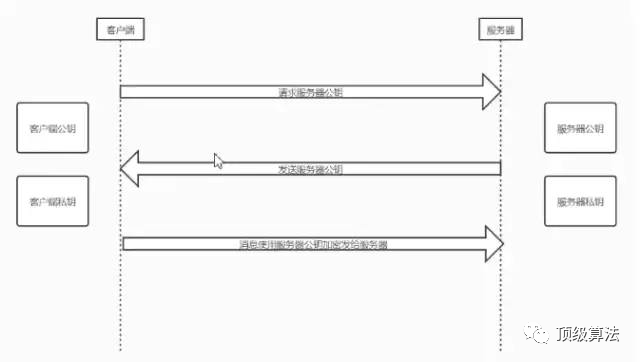 客户端
服务器
请求服务器公钥
客户端公钥
服务器公钥
发送服务器公钥
客户端私钥
服务器私钥
消息使用服务器公钥加密发给服务器
顶级算法